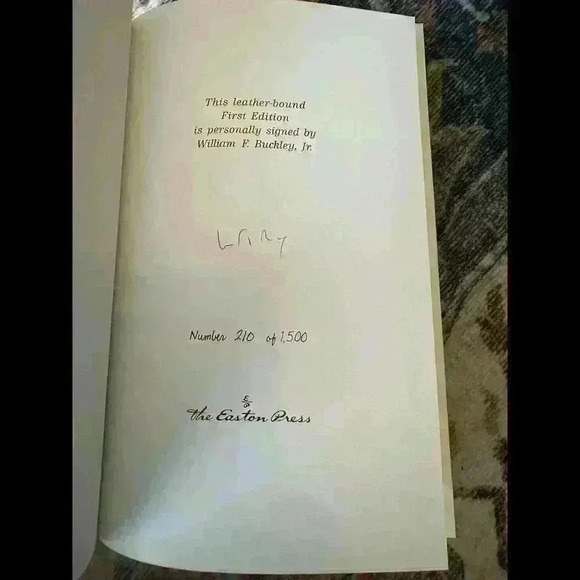 This leather-bound
First Edition
is personally signed by
William F. Buckley, Jr.
Number 210 of 1,500
E/P
The Easton Press